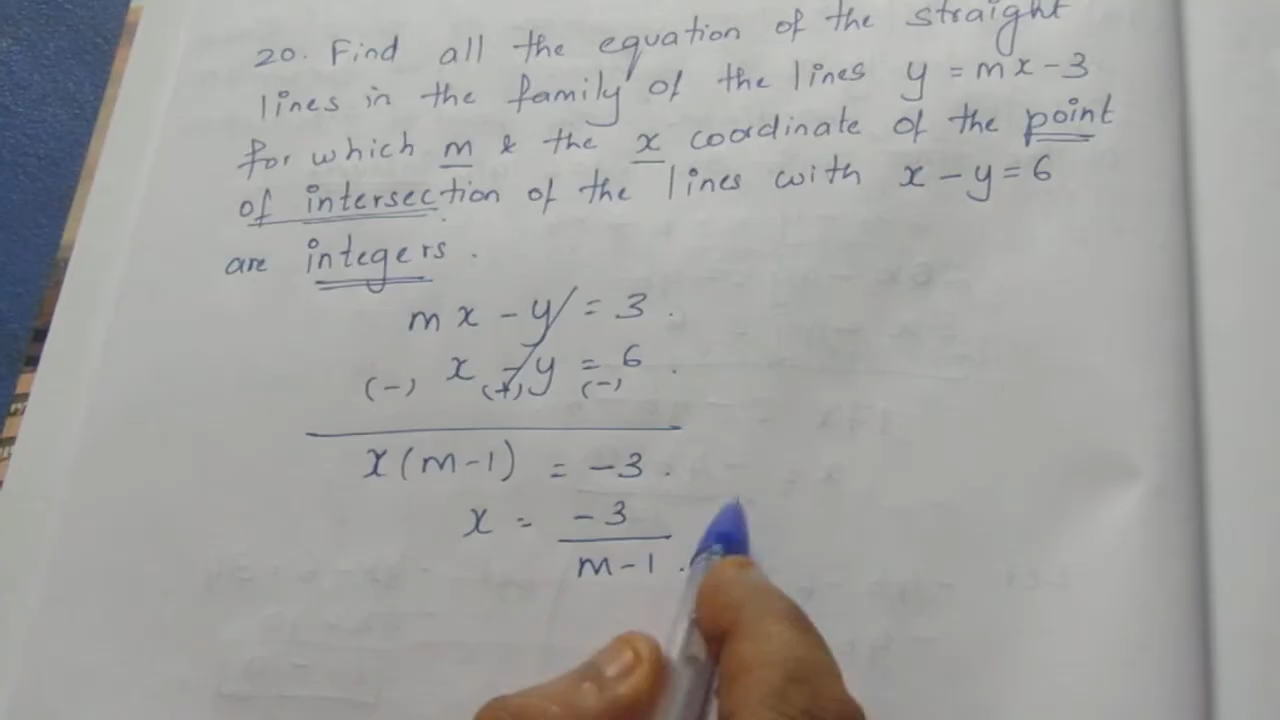 20. Find all the equation of the straight
lines in the family of the lines y = mx - 3
for which m & the x coordinate of the point
of intersection of the lines with x - y = 6
are integers.
mx - y = 3.
x - y = 6.
(-) (+) (-)
x(m-1) = -3.
x = -3
m-1.